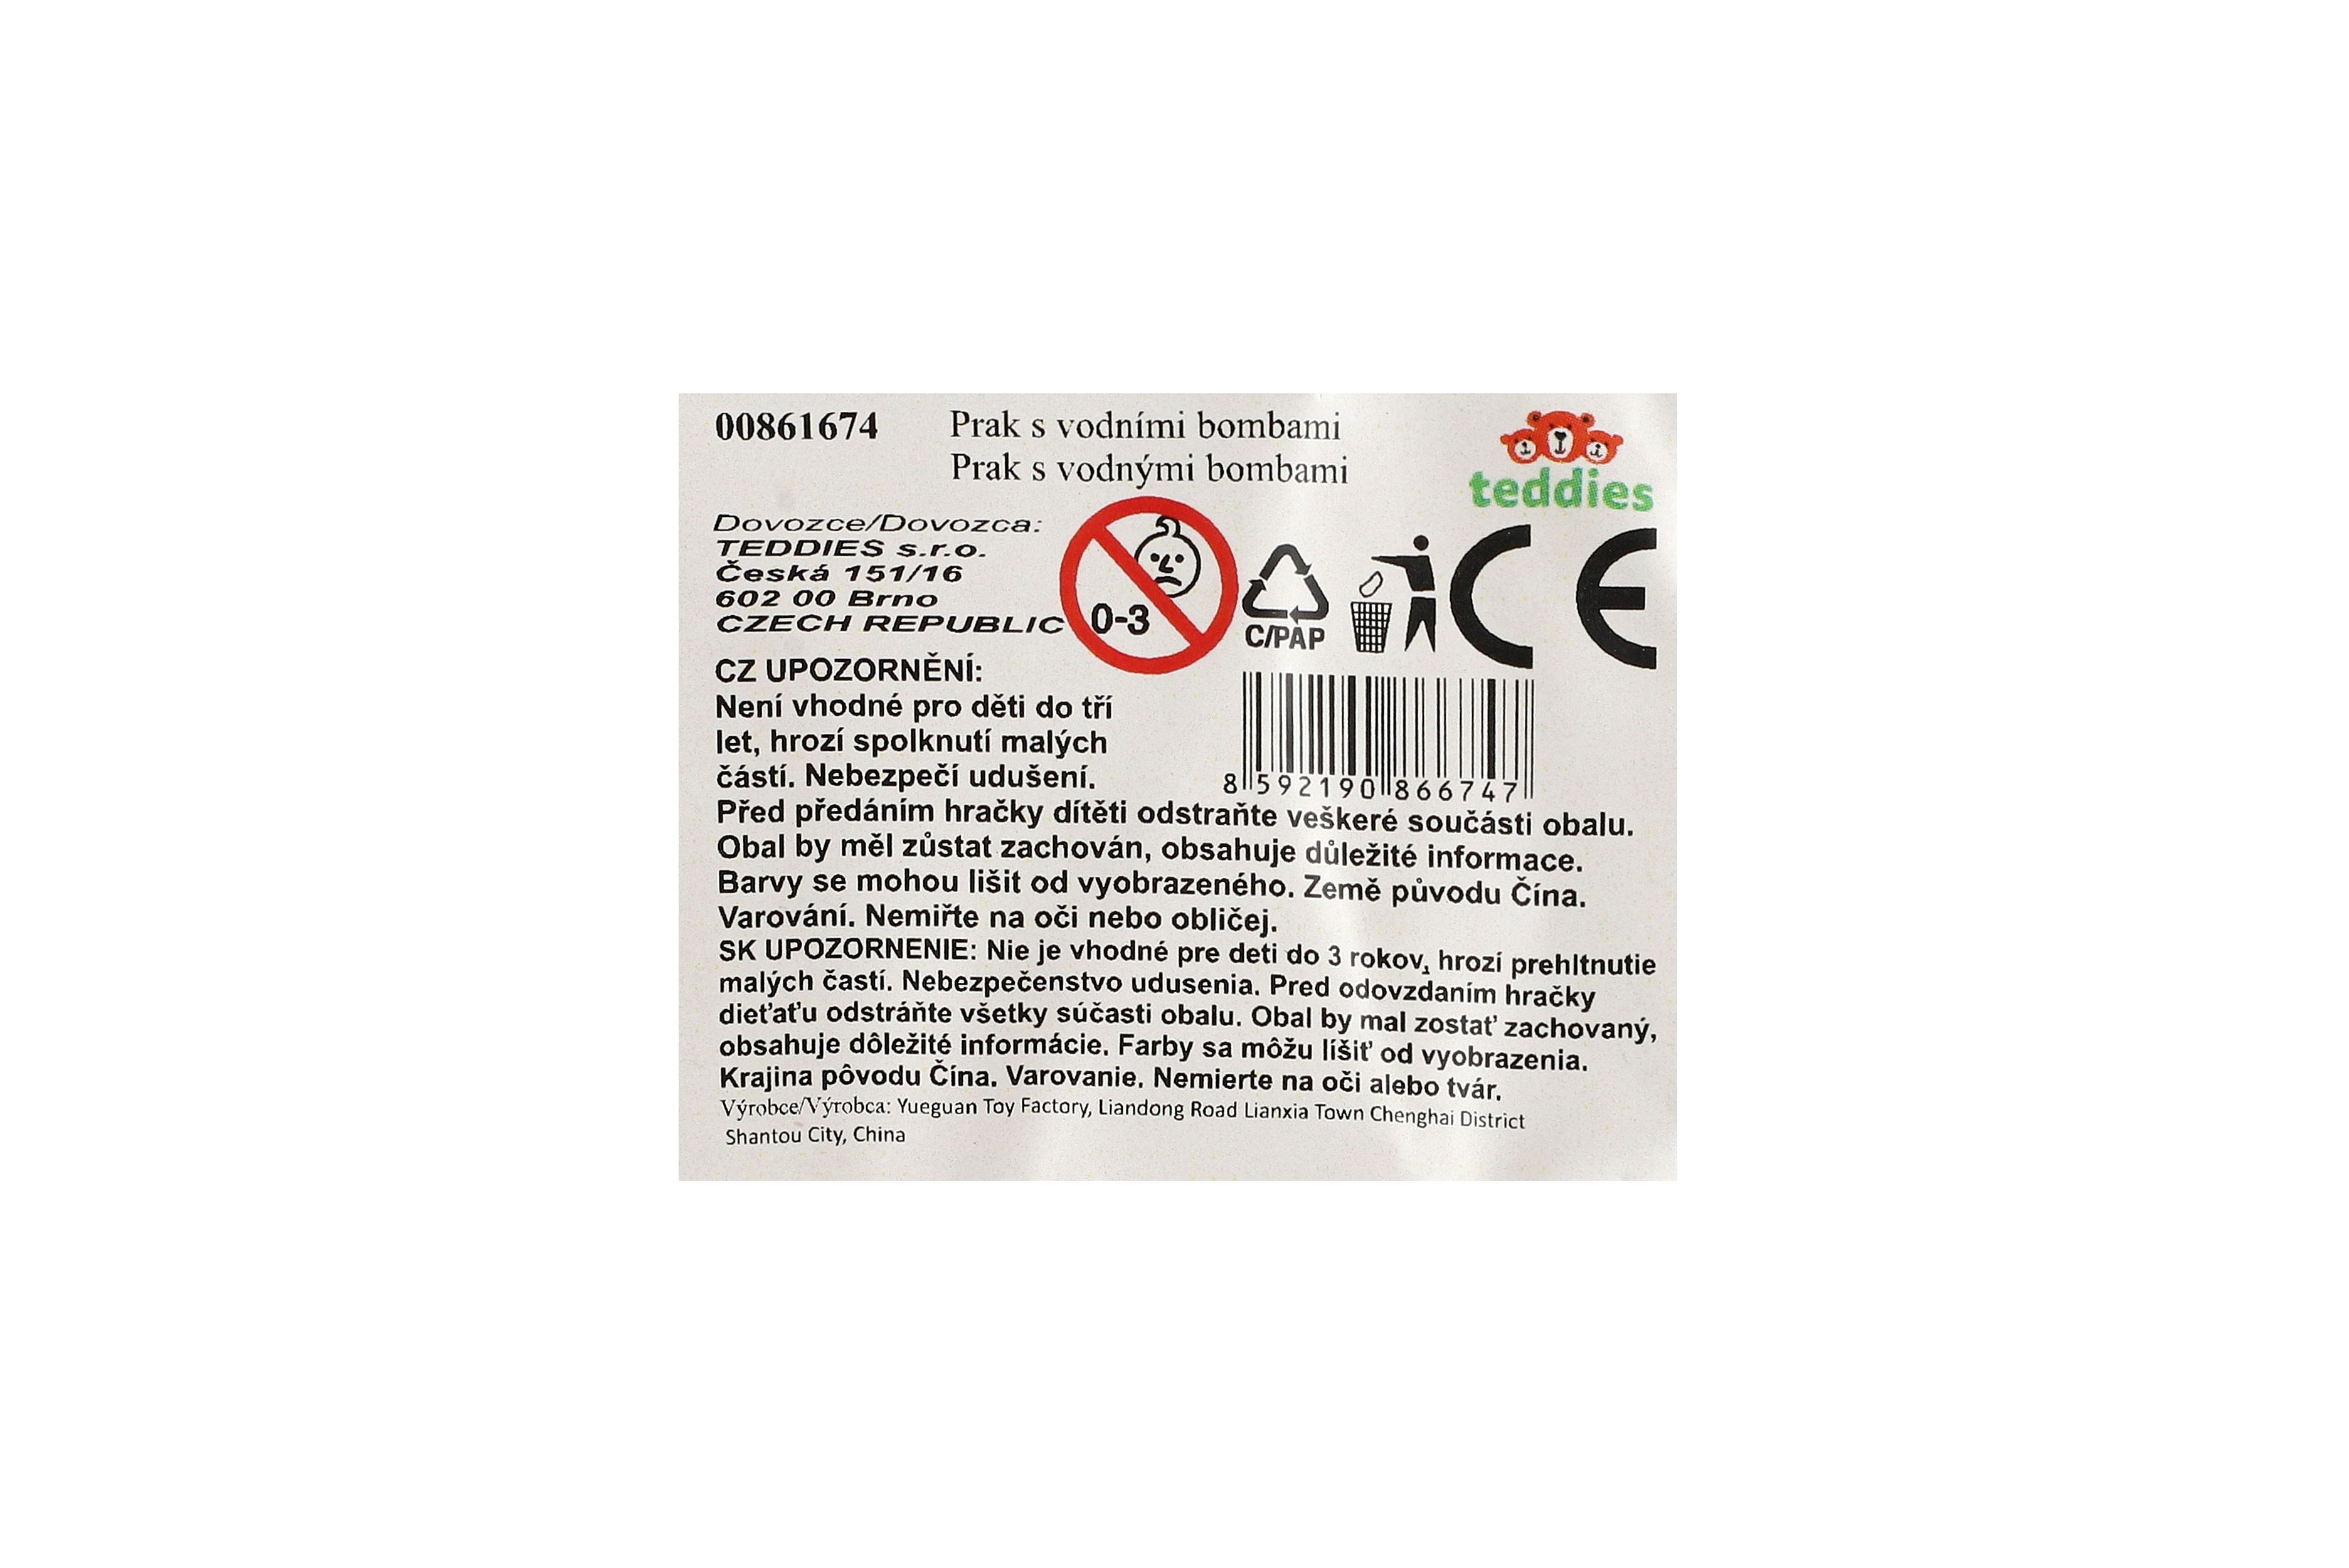 00861674 Prak s vodními bombami
Prak s vodnými bombami
teddies
Dovozce/Dovozca:
TEDDIES s.r.o.
Česká 151/16
602 00 Brno
CZECH REPUBLIC
0-3
C/PAP
CE
CZ UPOZORNĚNÍ:
Není vhodné pro děti do tří
let, hrozí spolknutí malých
částí. Nebezpečí udušení.
8 592190 866747
Před předáním hračky dítěti odstraňte veškeré součásti obalu.
Obal by měl zůstat zachován, obsahuje důležité informace.
Barvy se mohou lišit od vyobrazeného. Země původu Čína.
Varování. Nemiřte na oči nebo obličej.
SK UPOZORNENIE: Nie je vhodné pre deti do 3 rokov, hrozí prehltnutie
malých častí. Nebezpečenstvo udusenia. Pred odovzdaním hračky
dieťaťu odstráňte všetky súčasti obalu. Obal by mal zostať zachovaný,
obsahuje dôležité informácie. Farby sa môžu líšiť od vyobrazenia.
Krajina pôvodu Čína. Varovanie. Nemierte na oči alebo tvár.
Výrobce/Výrobca: Yueguan Toy Factory, Liandong Road Lianxia Town Chenghai District
Shantou City, China